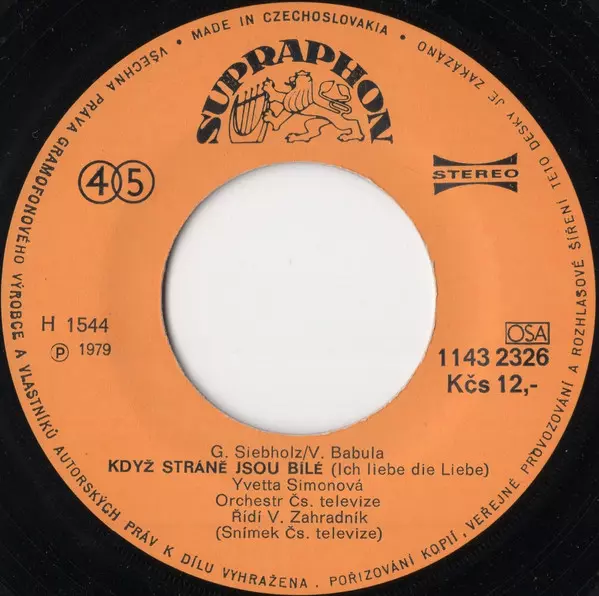 VŠECHNA PRÁVA GRAMOFONOVÉHO VÝROBCE A VLASTNÍKŮ AUTORSKÝCH PRÁV K DÍLU VYHRAŽENA . POŘIZOVÁNÍ KOPIÍ, VEŘEJNÉ PROVOZOVÁNÍ A ROZHLASOVÉ ŠÍŘENÍ TÉTO DESKY JE ZAKÁZÁNO
• MADE IN CZECHOSLOVAKIA •
SUPRAPHON
45
STEREO
H 1544
℗ 1979
OSA
1143 2326
Kčs 12,-
G. Siebholz/V. Babula
KDYŽ STRÁNĚ JSOU BÍLÉ (Ich liebe die Liebe)
Yvetta Simonová
Orchestr Čs. televize
Řídí V. Zahradník
(Snímek Čs. televize)